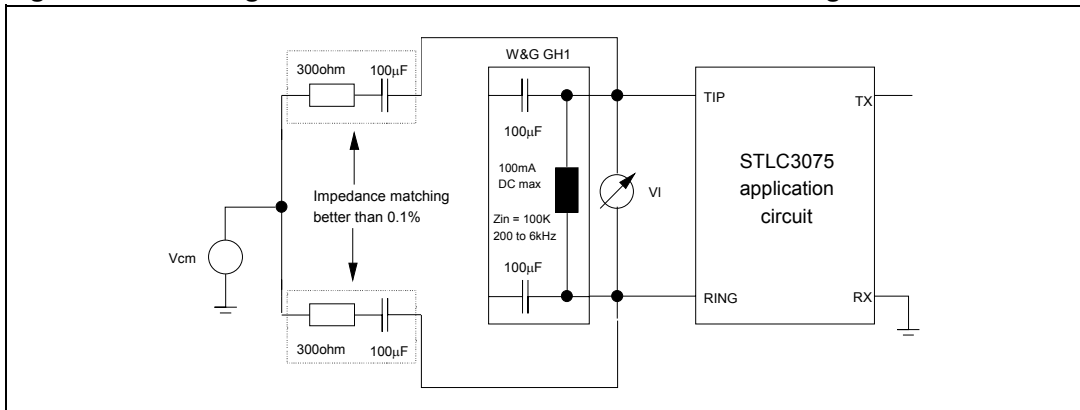 W&G GH1
300ohm
100μF
TIP
TX
100μF
100mA
DC max
STLC3075
application
circuit
Impedance matching
better than 0.1%
VI
Zin = 100K
200 to 6kHz
Vcm
100μF
RING
RX
300ohm
100μF